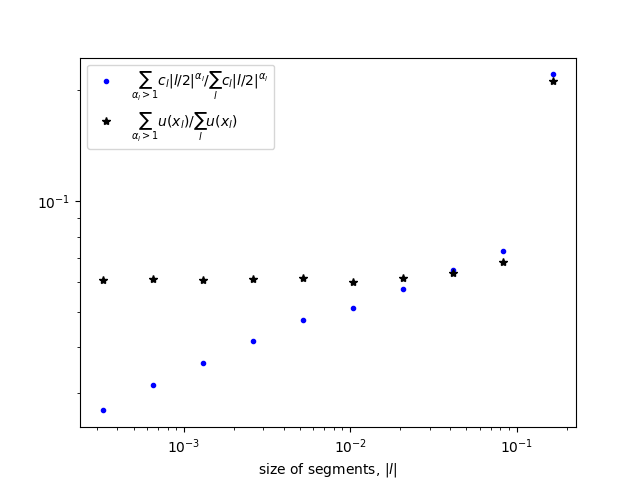 ∑_{α_l>1} c_l|l/2|^{α_l}/∑_l c_l|l/2|^{α_l}
∑_{α_l>1} u(x_l)/∑_l u(x_l)
10^{-1}
10^{-3} 10^{-2} 10^{-1}
size of segments, |l|